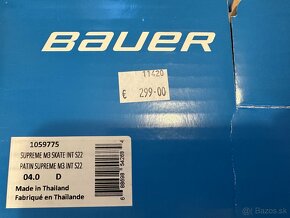 BAUER
11420
€ 299.00
1059775
SUPREME M3 SKATE INT S22
PATIN SUPREME M3 INT S22
04.0 D
Made in Thailand
Fabriqué en Thaïlande
bazos.sk